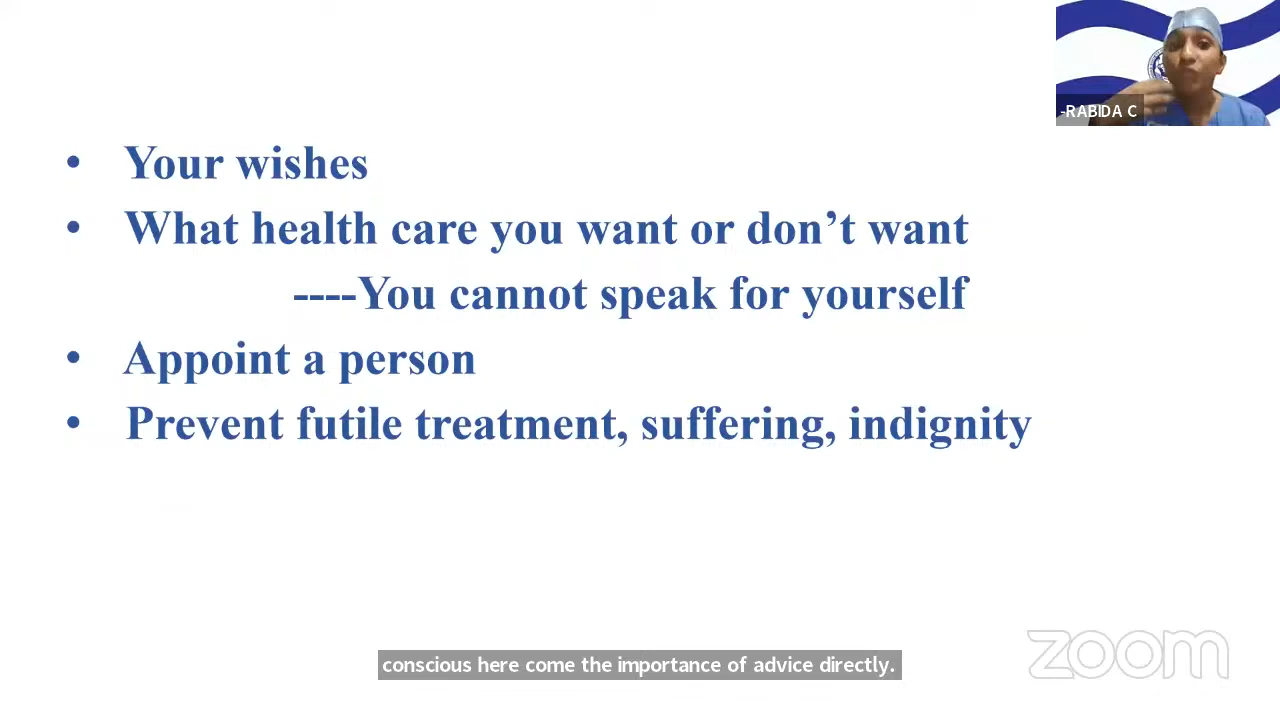 -RABIDA C
• Your wishes
• What health care you want or don’t want
----You cannot speak for yourself
• Appoint a person
• Prevent futile treatment, suffering, indignity
zoom
conscious here come the importance of advice directly.